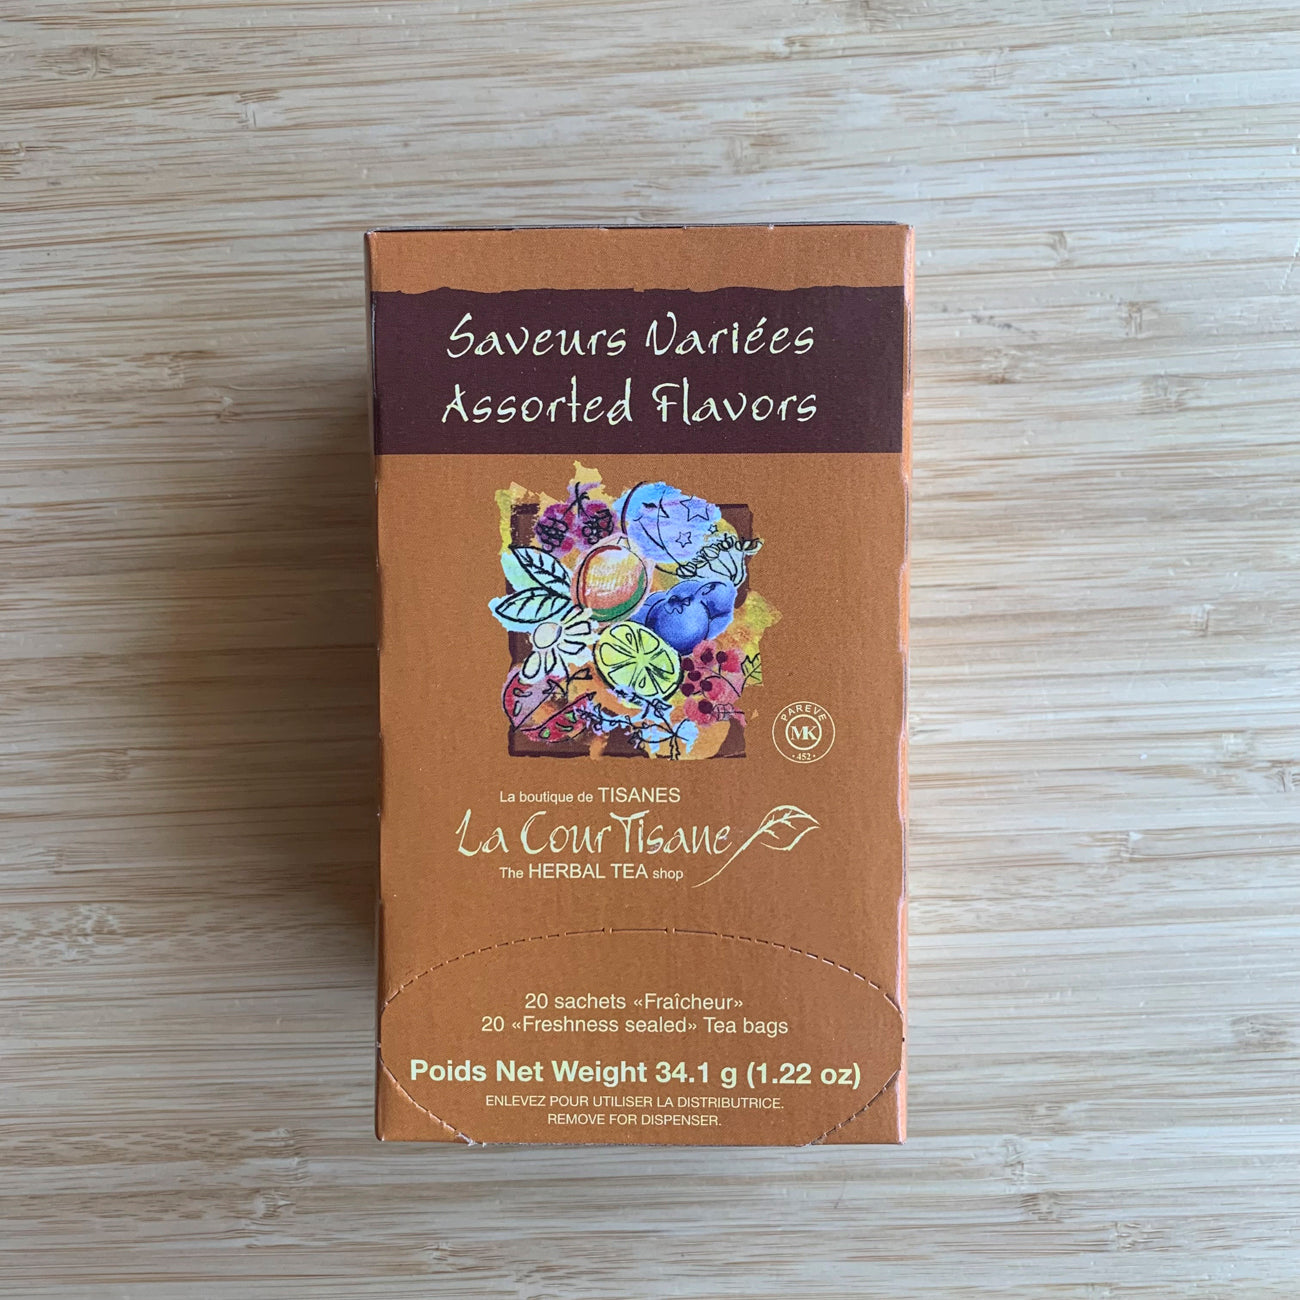 Saveurs Variées
Assorted Flavors
PAREVE
MK
• 452 •
La boutique de TISANES
La CourTisane
The HERBAL TEA shop
20 sachets «Fraîcheur»
20 «Freshness sealed» Tea bags
Poids Net Weight 34.1 g (1.22 oz)
ENLEVEZ POUR UTILISER LA DISTRIBUTRICE.
REMOVE FOR DISPENSER.